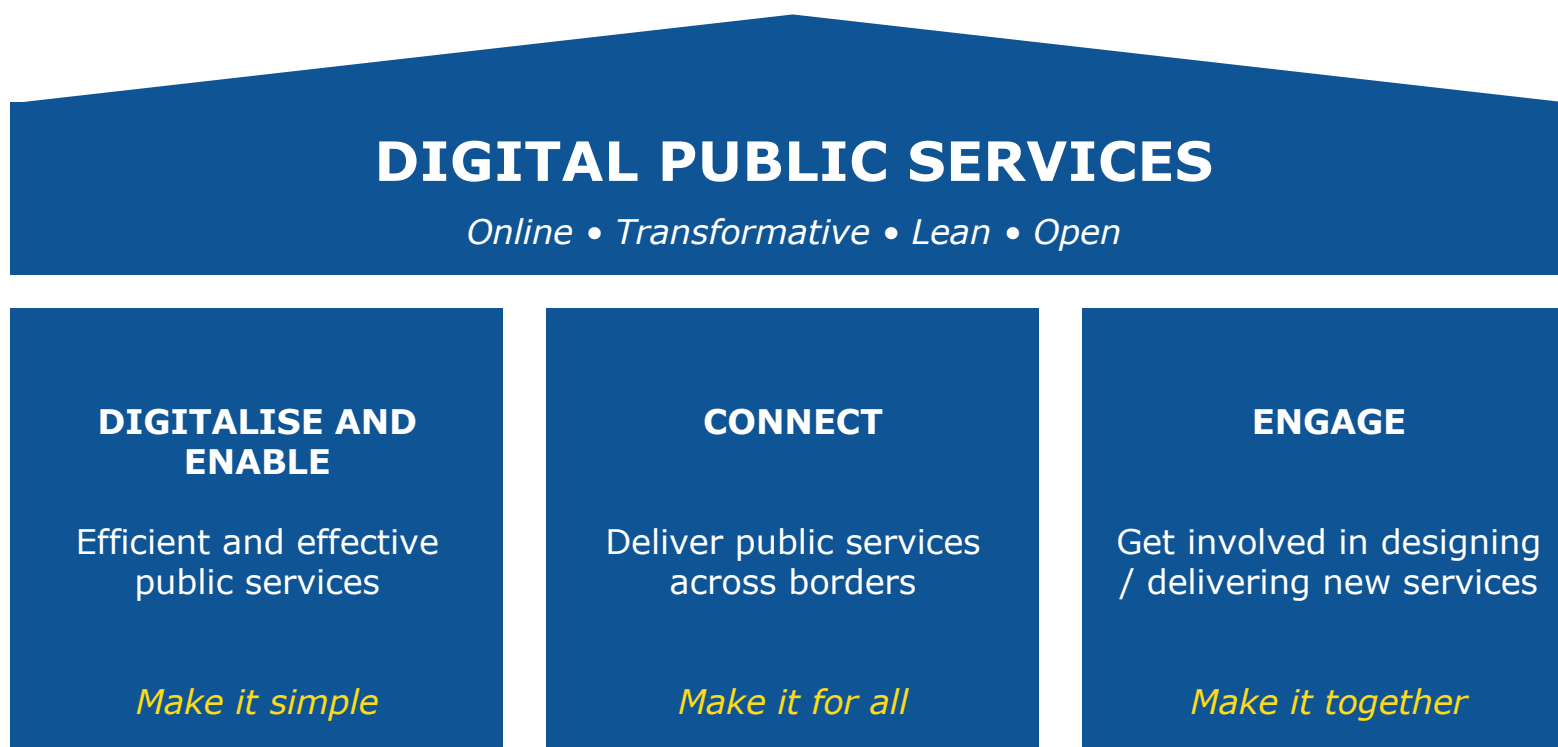 DIGITAL PUBLIC SERVICES
Online • Transformative • Lean • Open
DIGITALISE AND
ENABLE
Efficient and effective
public services
Make it simple
CONNECT
Deliver public services
across borders
Make it for all
ENGAGE
Get involved in designing
/ delivering new services
Make it together